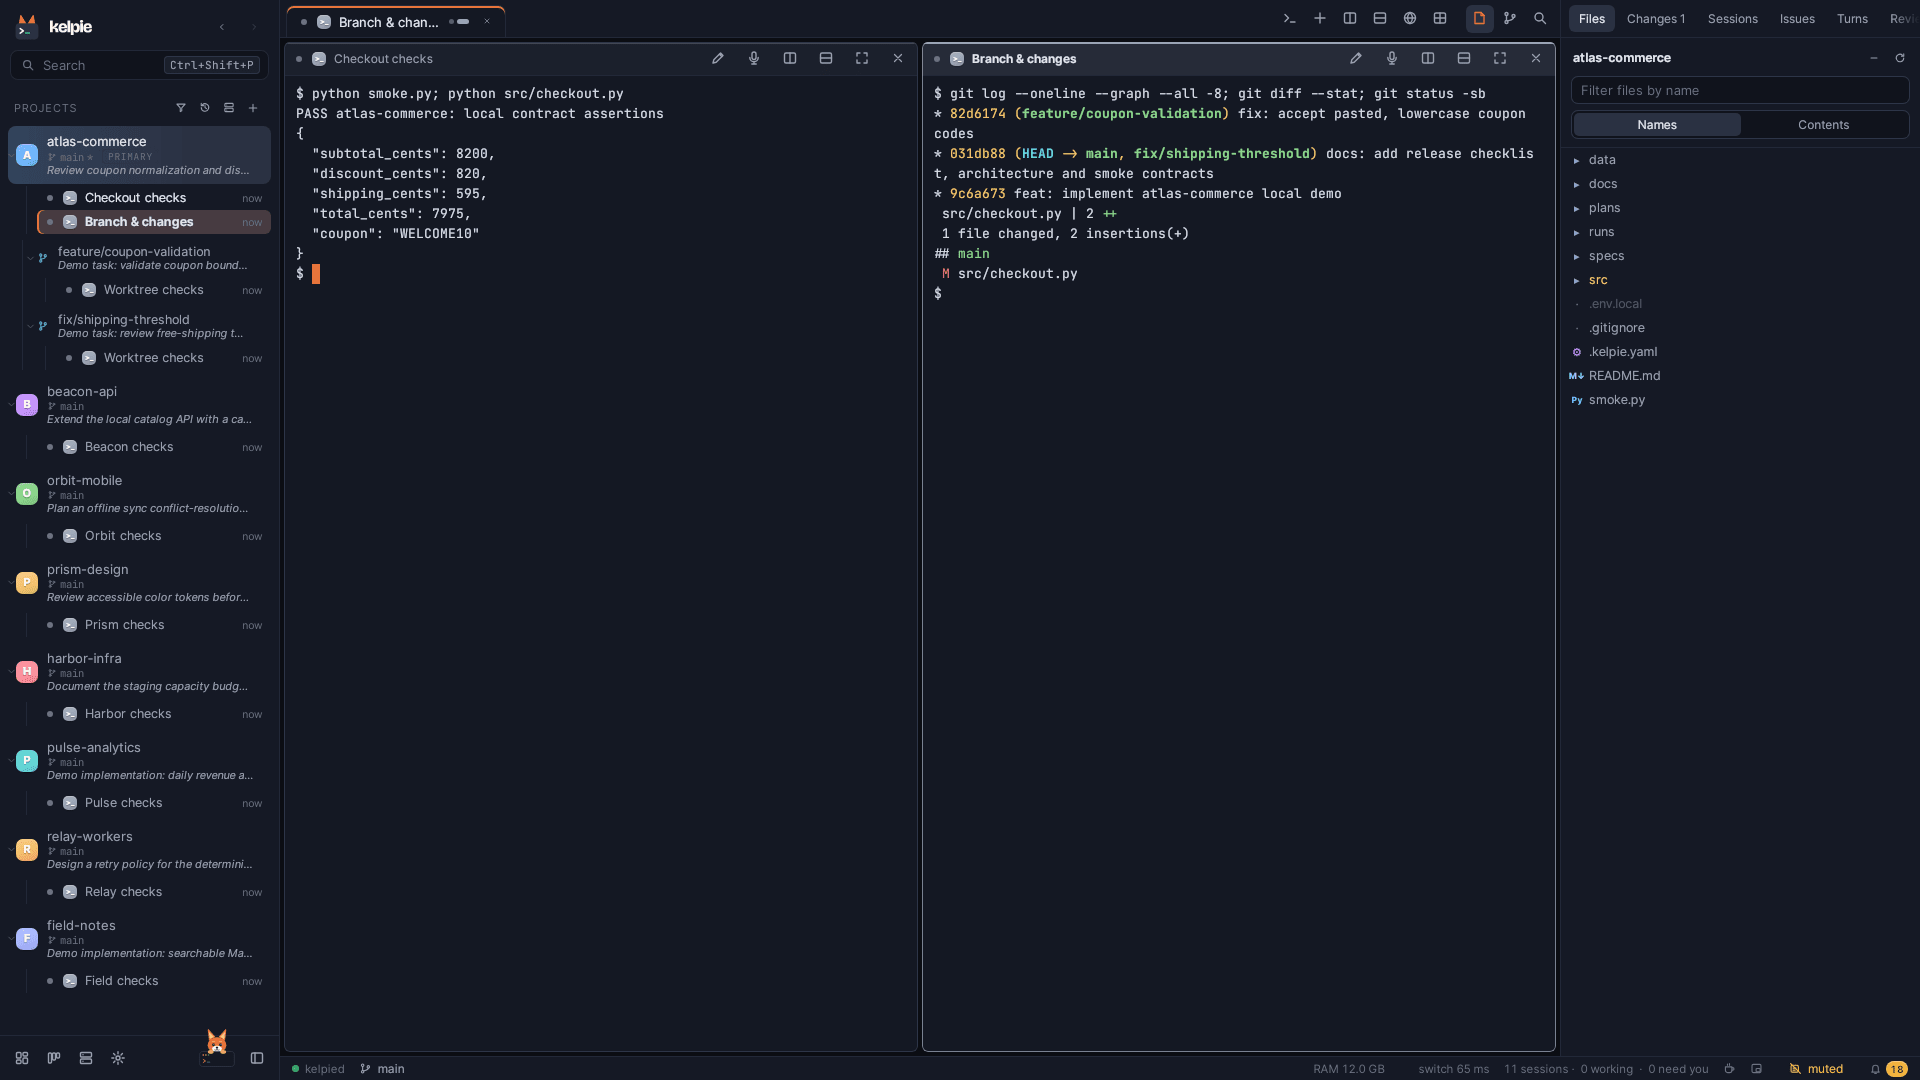 kelpie
Search Ctrl+Shift+P
PROJECTS
A atlas-commerce
main* PRIMARY
Review coupon normalization and dis...
Checkout checks now
Branch & changes now
feature/coupon-validation
Demo task: validate coupon bound...
Worktree checks now
fix/shipping-threshold
Demo task: review free-shipping t...
Worktree checks now
B beacon-api
main
Extend the local catalog API with a ca...
Beacon checks now
O orbit-mobile
main
Plan an offline sync conflict-resolutio...
Orbit checks now
P prism-design
main
Review accessible color tokens befor...
Prism checks now
H harbor-infra
main
Document the staging capacity budg...
Harbor checks now
P pulse-analytics
main
Demo implementation: daily revenue a...
Pulse checks now
R relay-workers
main
Design a retry policy for the determini...
Relay checks now
F field-notes
main
Demo implementation: searchable Ma...
Field checks now
Branch & chan...
Checkout checks
$ python smoke.py; python src/checkout.py
PASS atlas-commerce: local contract assertions
{
"subtotal_cents": 8200,
"discount_cents": 820,
"shipping_cents": 595,
"total_cents": 7975,
"coupon": "WELCOME10"
}
$
Branch & changes
$ git log --oneline --graph --all -8; git diff --stat; git status -sb
* 82d6174 (feature/coupon-validation) fix: accept pasted, lowercase coupon
codes
* 031db88 (HEAD -> main, fix/shipping-threshold) docs: add release checklis
t, architecture and smoke contracts
* 9c6a673 feat: implement atlas-commerce local demo
src/checkout.py | 2 ++
1 file changed, 2 insertions(+)
## main
M src/checkout.py
$
Files Changes 1 Sessions Issues Turns Revie
atlas-commerce
Filter files by name
Names Contents
data
docs
plans
runs
specs
src
.env.local
.gitignore
.kelpie.yaml
README.md
Py smoke.py
kelpied main
RAM 12.0 GB switch 65 ms 11 sessions · 0 working · 0 need you muted 18